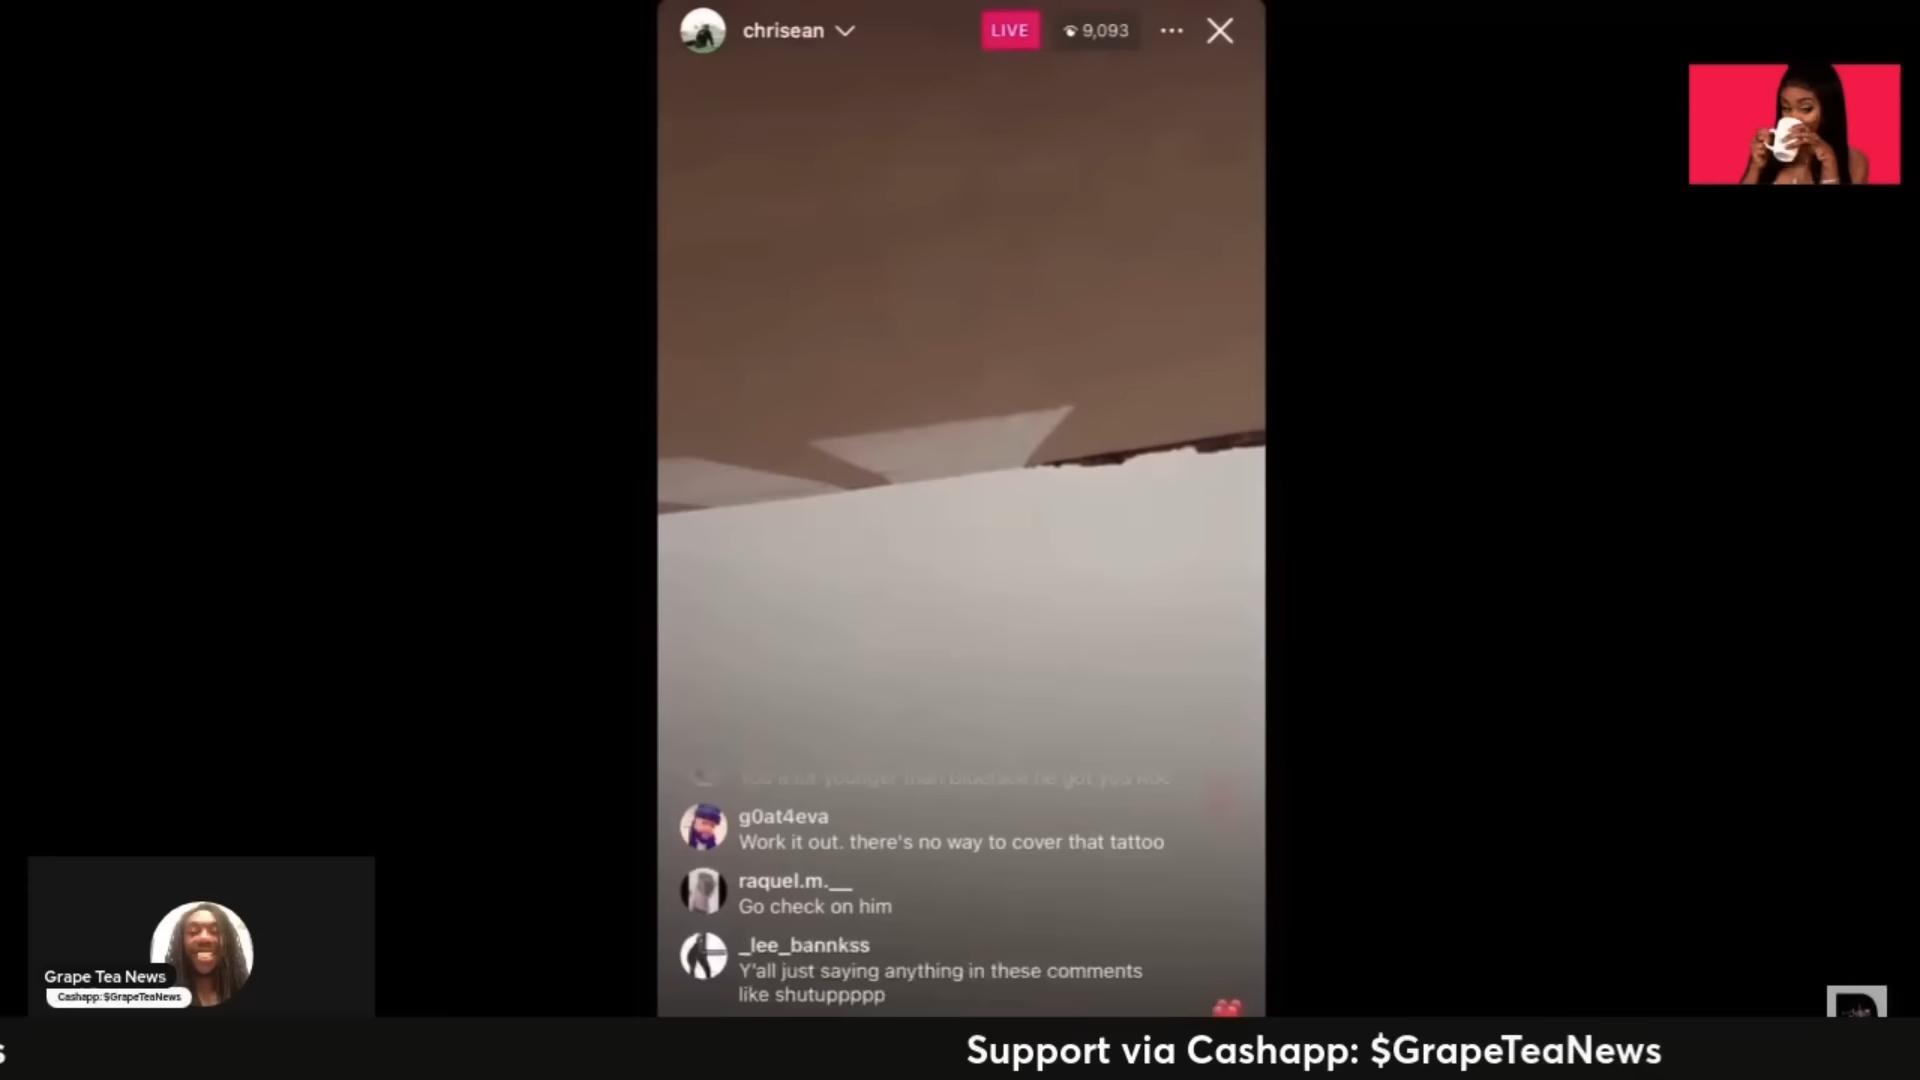 chrisean
LIVE
9,093
g0at4eva
Work it out. there's no way to cover that tattoo
raquel.m.__
Go check on him
_lee_bannkss
Y'all just saying anything in these comments
like shutuppppp
Grape Tea News
Cashapp: $GrapeTeaNews
s
Support via Cashapp: $GrapeTeaNews